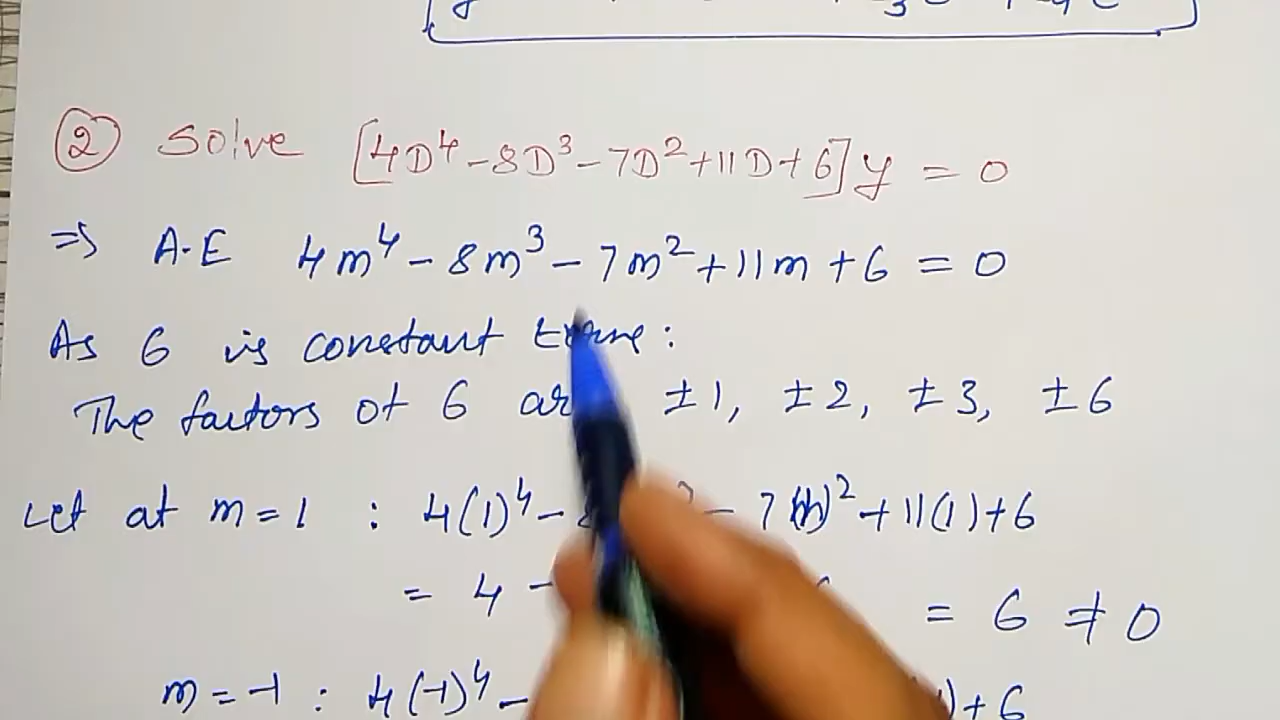 ② Solve [4D⁴ - 8D³ - 7D² + 11D + 6] y = 0
⇒ A.E 4m⁴ - 8m³ - 7m² + 11m + 6 = 0
As 6 is constant :
The factors of 6 ± 1, ± 2, ± 3, ± 6
Let at m = 1 : 4(1)⁴ - - 7 ² + 11(1) + 6
= 4 - = 6 ≠ 0
m = -1 : 4(-1)⁴ - ) + 6